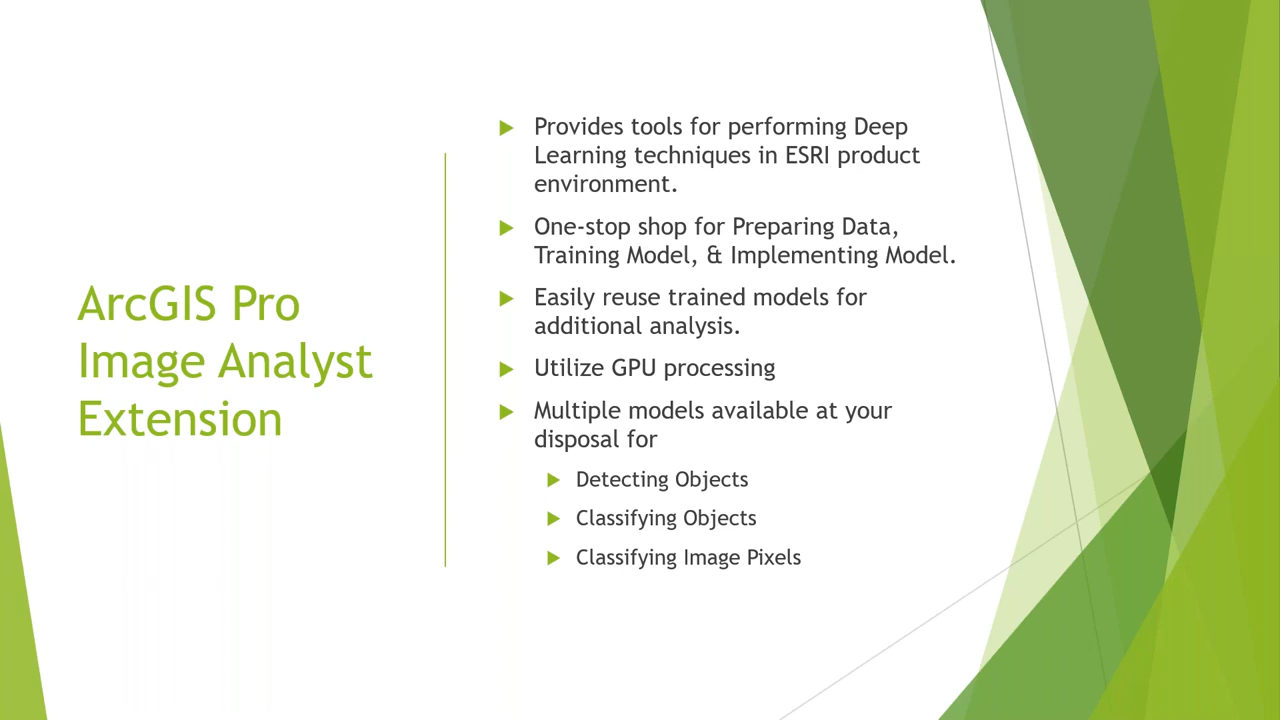 ArcGIS Pro
Image Analyst
Extension
Provides tools for performing Deep
Learning techniques in ESRI product
environment.
One-stop shop for Preparing Data,
Training Model, & Implementing Model.
Easily reuse trained models for
additional analysis.
Utilize GPU processing
Multiple models available at your
disposal for
Detecting Objects
Classifying Objects
Classifying Image Pixels